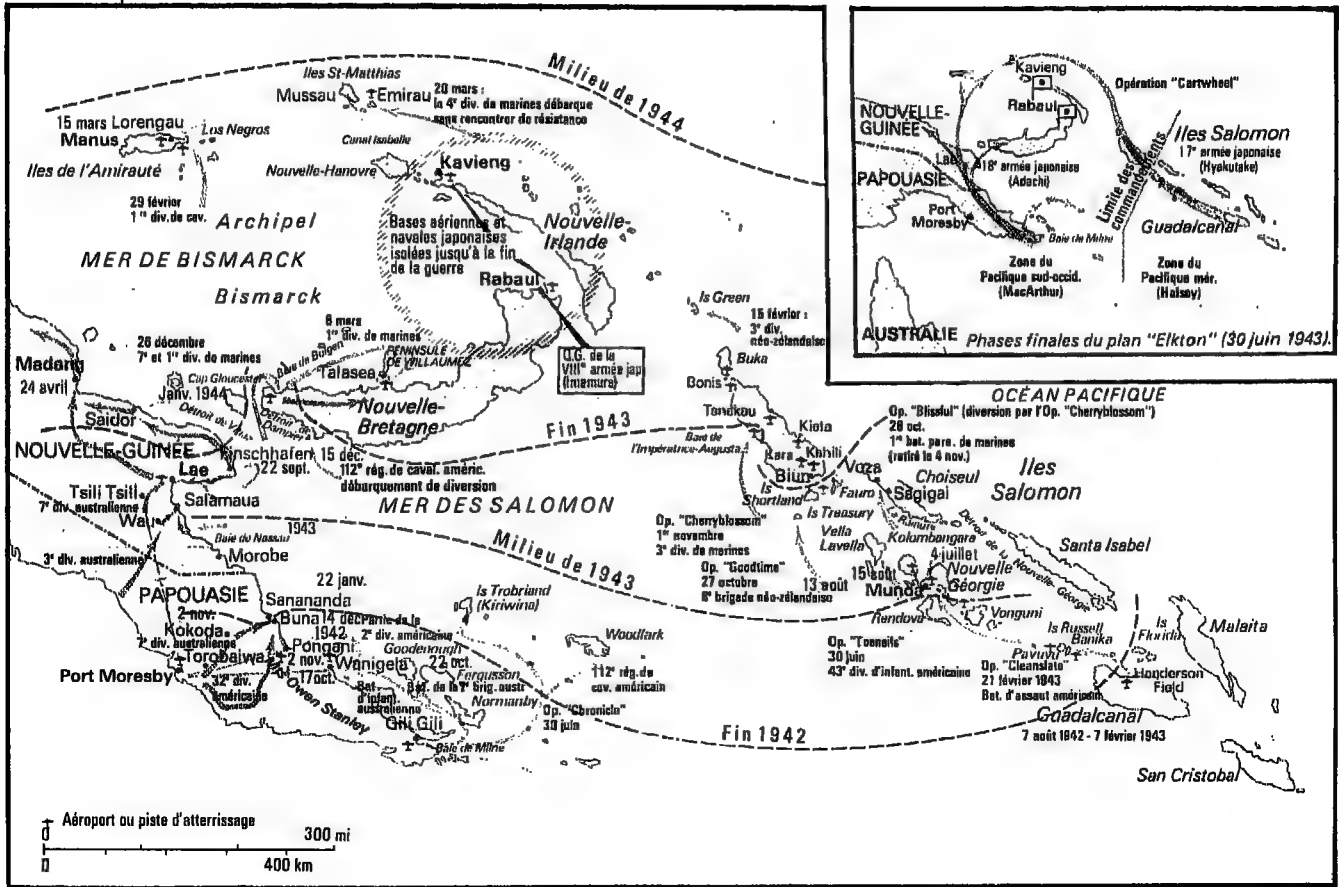 Milieu de 1944
Iles St-Matthias
Mussau
Emirau
20 mars :
la 4e div. de marines débarque
sans rencontrer de résistance
15 mars Lorengau
Manus
Los Negros
Iles de l'Amirauté
29 février
1re div. de cav.
Canal Isabelle
Nouvelle-Hanovre
Kavieng
Archipel
Bismarck
MER DE BISMARCK
Bases aériennes et
navales japonaises
isolées jusqu'à la fin
de la guerre
Nouvelle-
Irlande
Rabaul
4°
Q.G. de la
VIIIe armée jap
(Imamura)
Is Green
15 février :
3e div.
néo-zélandaise
Madang
24 avril
26 décembre
7e et 1re div. de marines
Cap Gloucester
Janv. 1944
6 mars
1re div. de marines
PÉNINSULE
DE WILLAUMEZ
Talasea
Nouvelle-
Bretagne
Saidor
NOUVELLE-GUINÉE
Finschhafen
22 sept.
15 déc.
112e rég. de caval. améric.
débarquement de diversion
Fin 1943
Lae
Salamaua
Tsili Tsili
7e div. australienne
Wau
3e div. australienne
Baie de Nassau
1943
Morobe
MER DES SALOMON
Milieu de 1943
Buka
Bonis
Kieta
Kara
Kahili
Baie de
l'Impératrice-Augusta
Is
Shortland
Fauro
Is Treasury
Voza
Sagigai
Choiseul
OCÉAN PACIFIQUE
Op. "Blissful" (diversion par l'Op. "Cherryblossom")
28 oct.
1er bat. para. de marines
(retiré le 4 nov.)
Iles
Salomon
Op. "Cherryblossom"
1er novembre
3e div. de marines
Op. "Goodtime"
27 octobre
8e brigade néo-zélandaise
Vella
Lavella
13 août
15 août
Kolombangara
4 juillet
Nouvelle
Géorgie
Munda
Rendova
Vangunu
Détroit de la Nouvelle Géorgie
Santa Isabel
Op. "Toenails"
30 juin
43e div. d'infant. américaine
Is Russell
Banika
Pavuvu
Op. "Cleanslate"
21 février 1943
Bat. d'assaut américain
Is
Florida
Malaita
Henderson
Field
Guadalcanal
7 août 1942 - 7 février 1943
San Cristobal
PAPOUASIE
22 janv.
Sanananda
Buna 14 déc.
1942
2 nov.
Kokoda
7e div. australienne
Torobaiwa
Port Moresby
32e div.
américaine
Pongani
2 nov.
17 oct.
Wanigela
Owen Stanley
Bat.
d'infant.
australienne
Gili Gili
Baie de Milne
Is Trobriand
(Kiriwina)
Goodenough
22 oct.
Fergusson
Normanby
Woodlark
112e rég. de
cav. américain
Op. "Chronicle"
30 juin
Fin 1942
Aéroport ou piste d'atterrissage
0
300 mi
0
400 km
Kavieng
Rabaul
Opération "Cartwheel"
NOUVELLE-
GUINÉE
Lae
18e armée japonaise
(Adachi)
PAPOUASIE
Port
Moresby
Baie de Milne
Limite des
commandements
Iles Salomon
17e armée japonaise
(Hyakutake)
Guadalcanal
Zone du
Pacifique sud-occid.
(MacArthur)
Zone du
Pacifique mér.
(Halsey)
AUSTRALIE
Phases finales du plan "Elkton" (30 juin 1943).